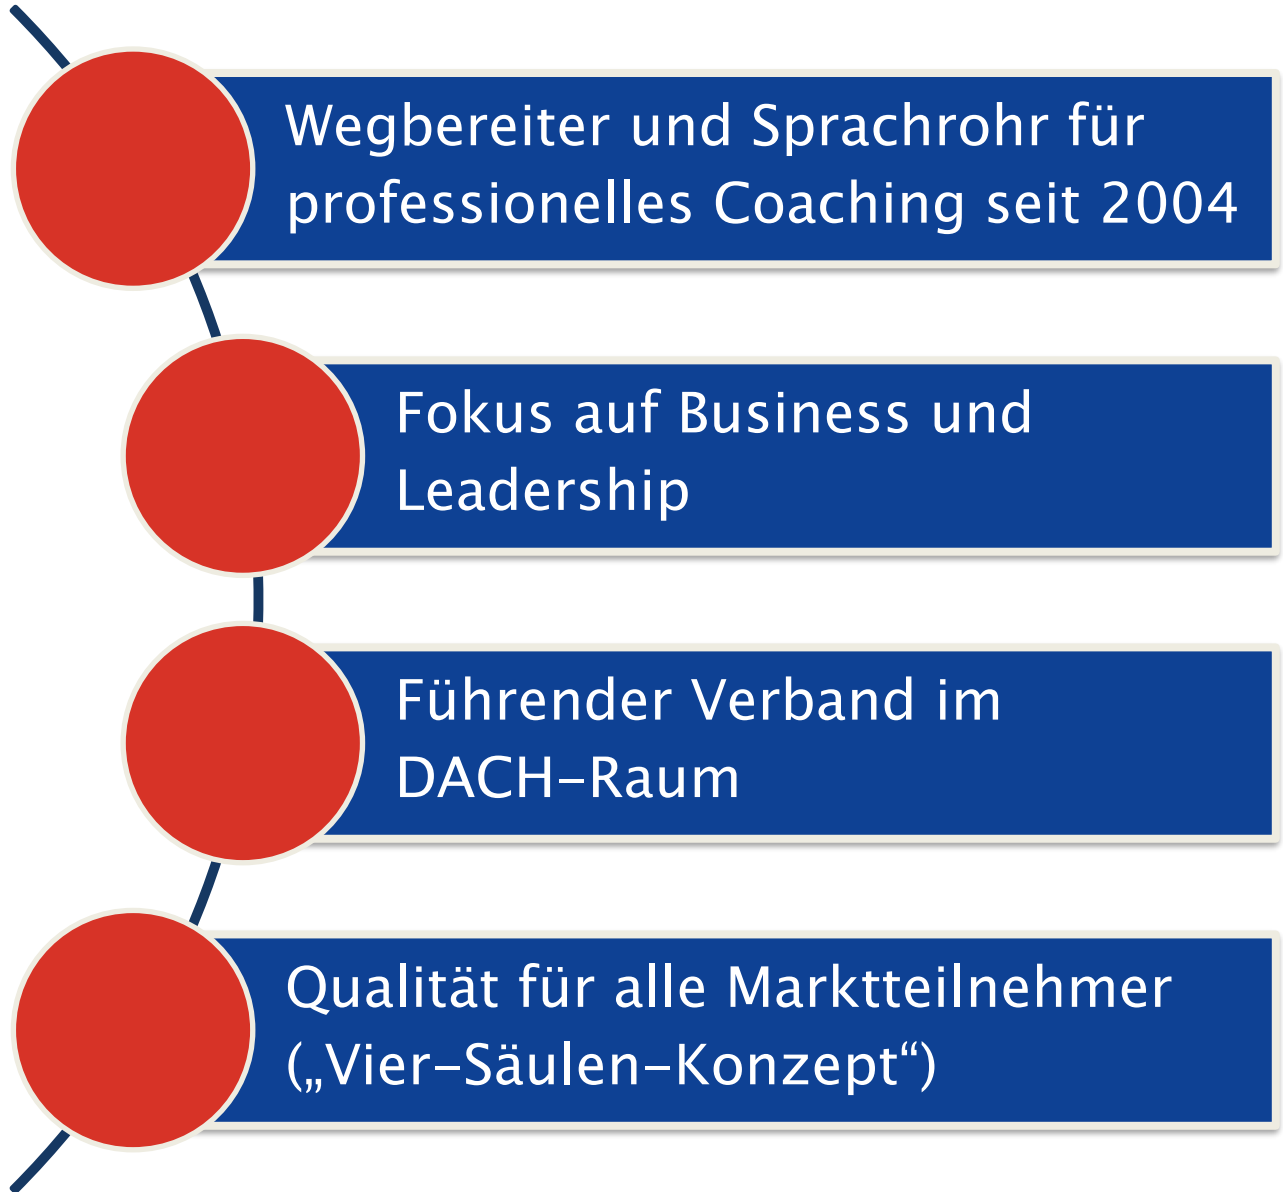 Wegbereiter und Sprachrohr für
professionelles Coaching seit 2004
Fokus auf Business und
Leadership
Führender Verband im
DACH-Raum
Qualität für alle Marktteilnehmer
(„Vier-Säulen-Konzept“)